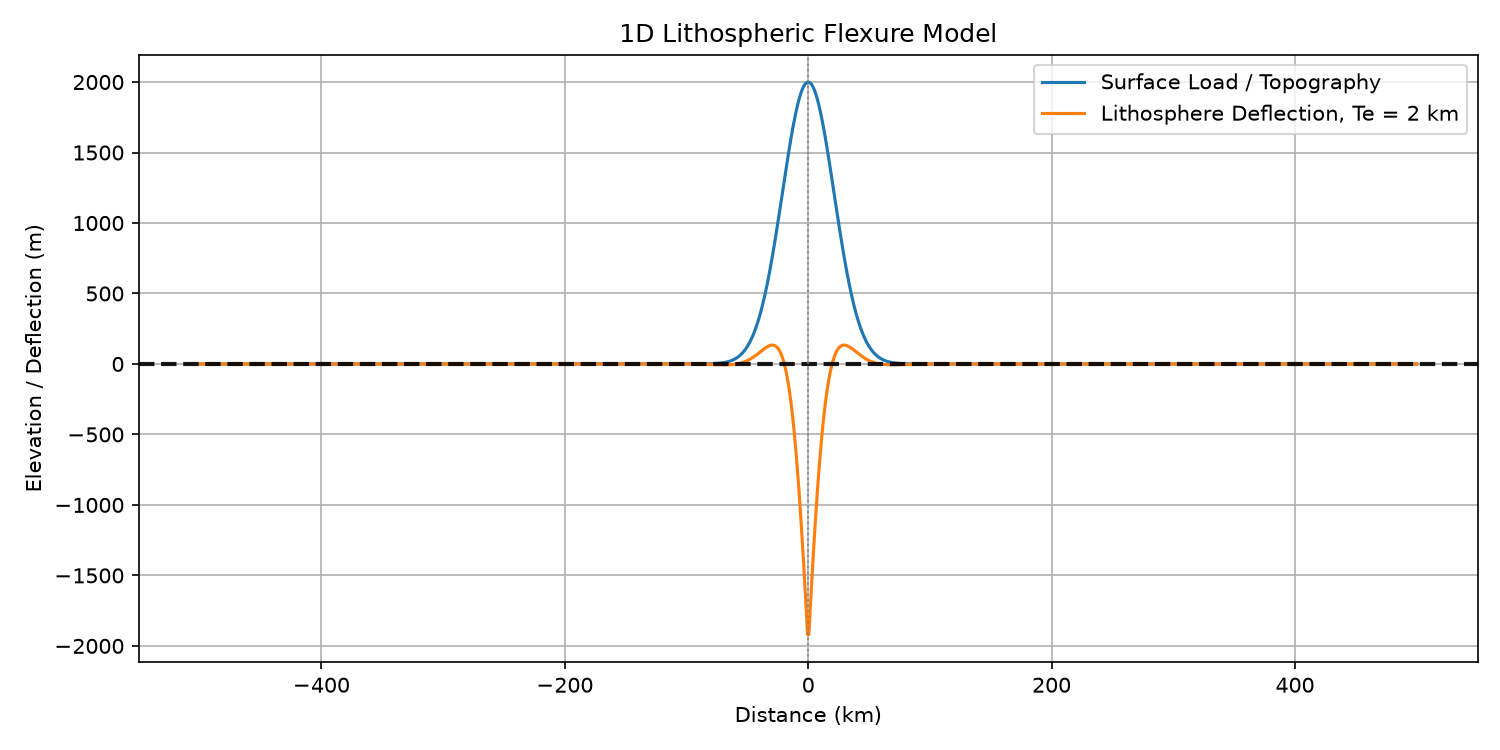 1D Lithospheric Flexure Model
Surface Load / Topography
Lithosphere Deflection, Te = 2 km
Elevation / Deflection (m)
2000
1500
1000
500
0
−500
−1000
−1500
−2000
−400
−200
0
200
400
Distance (km)